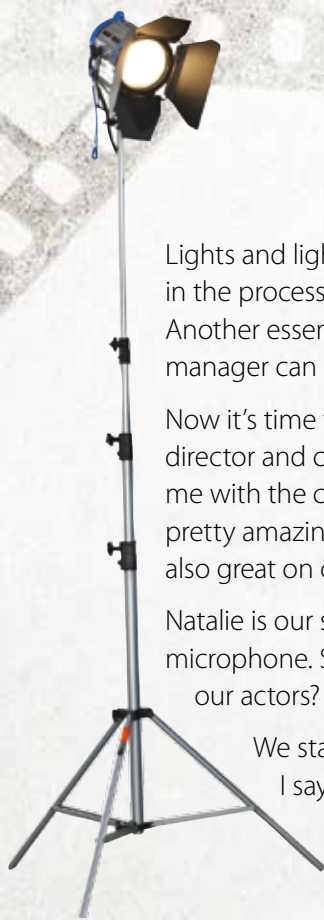 Lights and ligh
in the process
Another essen
manager can
Now it's time
director and c
me with the c
pretty amazin
also great on
Natalie is our s
microphone. S
our actors?
We sta
I say